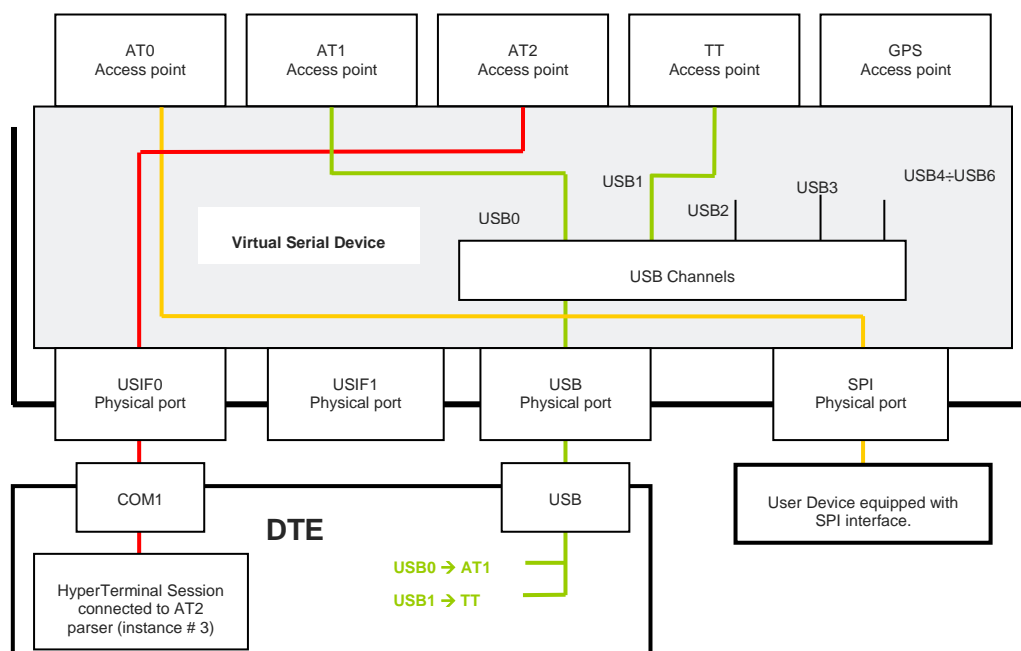 AT0
Access point
AT1
Access point
AT2
Access point
TT
Access point
GPS
Access point
USB0
USB1
USB2
USB3
USB4÷USB6
Virtual Serial Device
USB Channels
USIF0
Physical port
USIF1
Physical port
USB
Physical port
SPI
Physical port
COM1
USB
User Device equipped with
SPI interface.
DTE
HyperTerminal Session
connected to AT2
parser (instance # 3)
USB0 → AT1
USB1 → TT